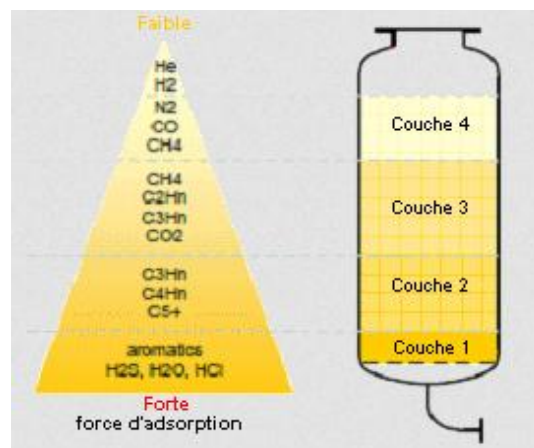 Faible
He
H2
N2
CO
CH4
CH4
C2Hn
C3Hn
CO2
C3Hn
C4Hn
C5+
aromatics
H2S, H2O, HCl
Forte
force d'adsorption
Couche 4
Couche 3
Couche 2
Couche 1